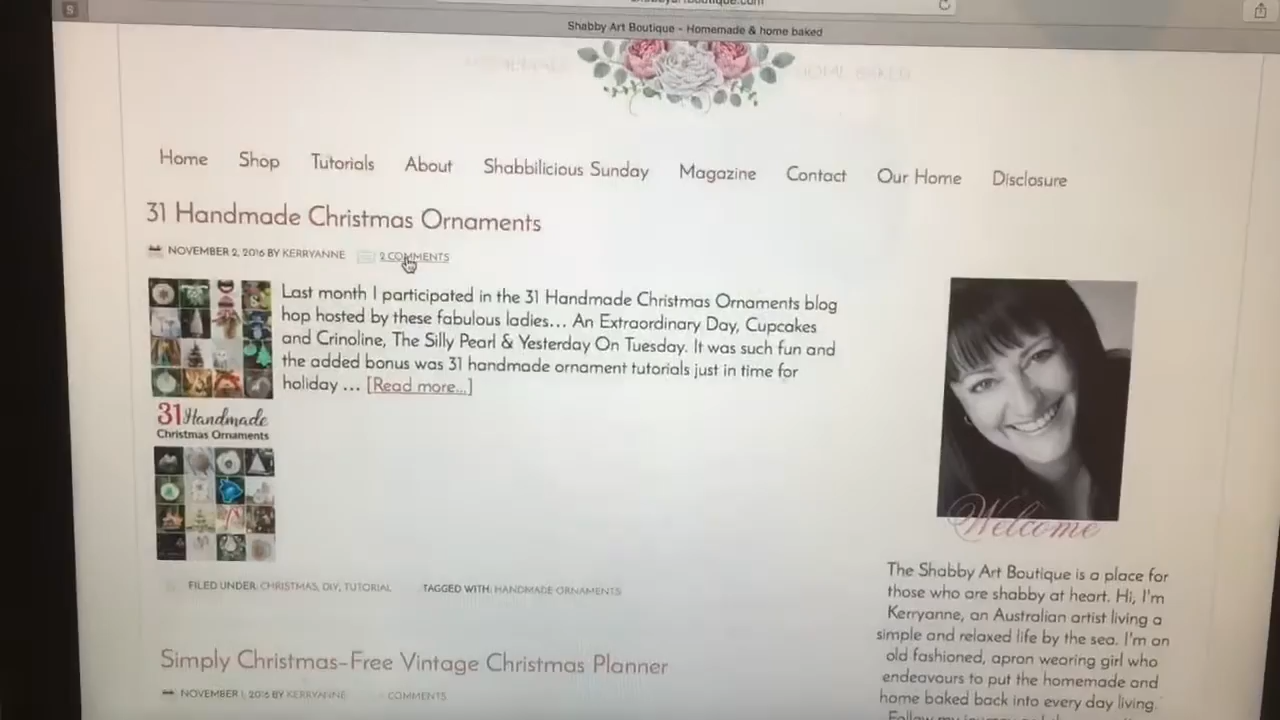 S
Shabby Art Boutique - Homemade & home baked
Home Shop Tutorials About Shabbilicious Sunday Magazine Contact Our Home Disclosure
31 Handmade Christmas Ornaments
NOVEMBER 2, 2016 BY KERRYANNE 2 COMMENTS
Last month I participated in the 31 Handmade Christmas Ornaments blog
hop hosted by these fabulous ladies… An Extraordinary Day, Cupcakes
and Crinoline, The Silly Pearl & Yesterday On Tuesday. It was such fun and
the added bonus was 31 handmade ornament tutorials just in time for
holiday … [Read more...]
31 Handmade
Christmas Ornaments
FILED UNDER: CHRISTMAS, DIY, TUTORIAL TAGGED WITH: HANDMADE ORNAMENTS
Simply Christmas–Free Vintage Christmas Planner
NOVEMBER 1, 2016 BY KERRYANNE COMMENTS
Welcome
The Shabby Art Boutique is a place for
those who are shabby at heart. Hi, I'm
Kerryanne, an Australian artist living a
simple and relaxed life by the sea. I'm an
old fashioned, apron wearing girl who
endeavours to put the homemade and
home baked back into every day living.